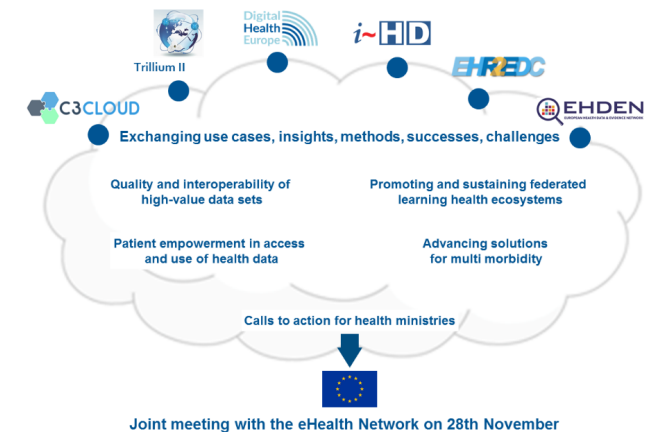 Digital
Health
Europe
i~HD
Trillium II
EHR2EDC
C3CLOUD
EHDEN
EUROPEAN HEALTH DATA & EVIDENCE NETWORK
Exchanging use cases, insights, methods, successes, challenges
Quality and interoperability of
high-value data sets
Promoting and sustaining federated
learning health ecosystems
Patient empowerment in access
and use of health data
Advancing solutions
for multi morbidity
Calls to action for health ministries
Joint meeting with the eHealth Network on 28th November